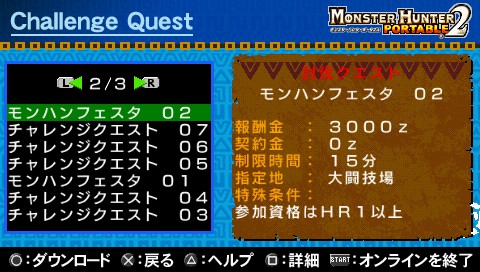 Challenge Quest
MONSTER HUNTER
PORTABLE 2
L 2/3 R
モンハンフェスタ 02
チャレンジクエスト 07
チャレンジクエスト 06
チャレンジクエスト 05
モンハンフェスタ 01
チャレンジクエスト 04
チャレンジクエスト 03
討伐クエスト
モンハンフェスタ 02
報酬金 : 3000z
契約金 : 0z
制限時間 : 15分
指定地 : 大闘技場
特殊条件 :
参加資格はHR1以上
○:ダウンロード ×:戻る △:ヘルプ □:詳細 START:オンラインを終了